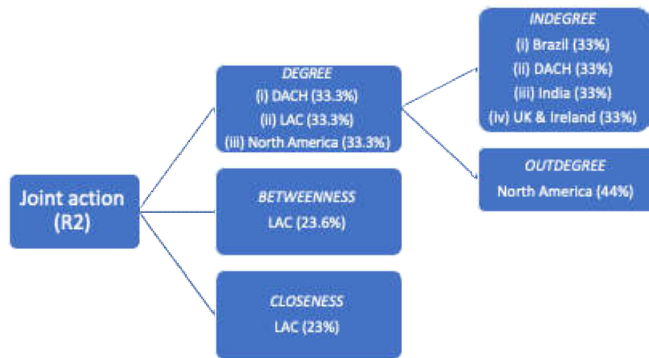 Joint action
(R2)
DEGREE
(i) DACH (33.3%)
(ii) LAC (33.3%)
(iii) North America (33.3%)
BETWEENNESS
LAC (23.6%)
CLOSENESS
LAC (23%)
INDEGREE
(i) Brazil (33%)
(ii) DACH (33%)
(iii) India (33%)
(iv) UK & Ireland (33%)
OUTDEGREE
North America (44%)